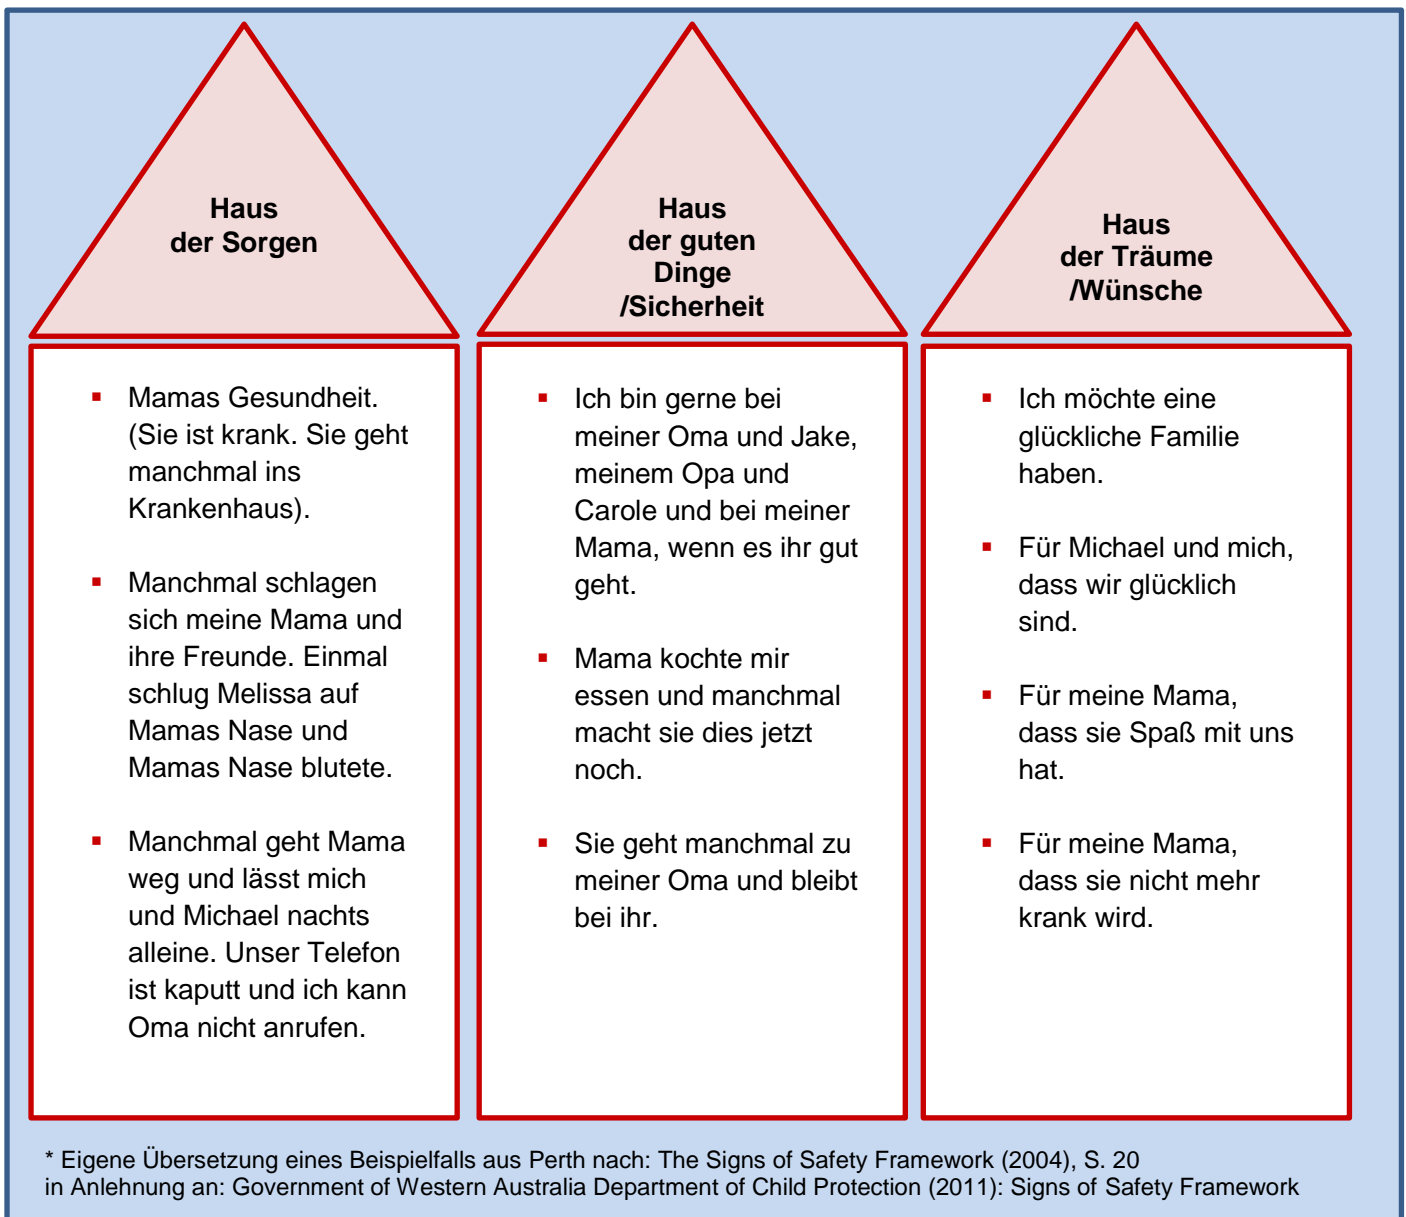 Haus
der Sorgen
Mamas Gesundheit.
(Sie ist krank. Sie geht
manchmal ins
Krankenhaus).
Manchmal schlagen
sich meine Mama und
ihre Freunde. Einmal
schlug Melissa auf
Mamas Nase und
Mamas Nase blutete.
Manchmal geht Mama
weg und lässt mich
und Michael nachts
alleine. Unser Telefon
ist kaputt und ich kann
Oma nicht anrufen.
Haus
der guten
Dinge
/Sicherheit
Ich bin gerne bei
meiner Oma und Jake,
meinem Opa und
Carole und bei meiner
Mama, wenn es ihr gut
geht.
Mama kochte mir
essen und manchmal
macht sie dies jetzt
noch.
Sie geht manchmal zu
meiner Oma und bleibt
bei ihr.
Haus
der Träume
/Wünsche
Ich möchte eine
glückliche Familie
haben.
Für Michael und mich,
dass wir glücklich
sind.
Für meine Mama,
dass sie Spaß mit uns
hat.
Für meine Mama,
dass sie nicht mehr
krank wird.
* Eigene Übersetzung eines Beispielfalls aus Perth nach: The Signs of Safety Framework (2004), S. 20
in Anlehnung an: Government of Western Australia Department of Child Protection (2011): Signs of Safety Framework